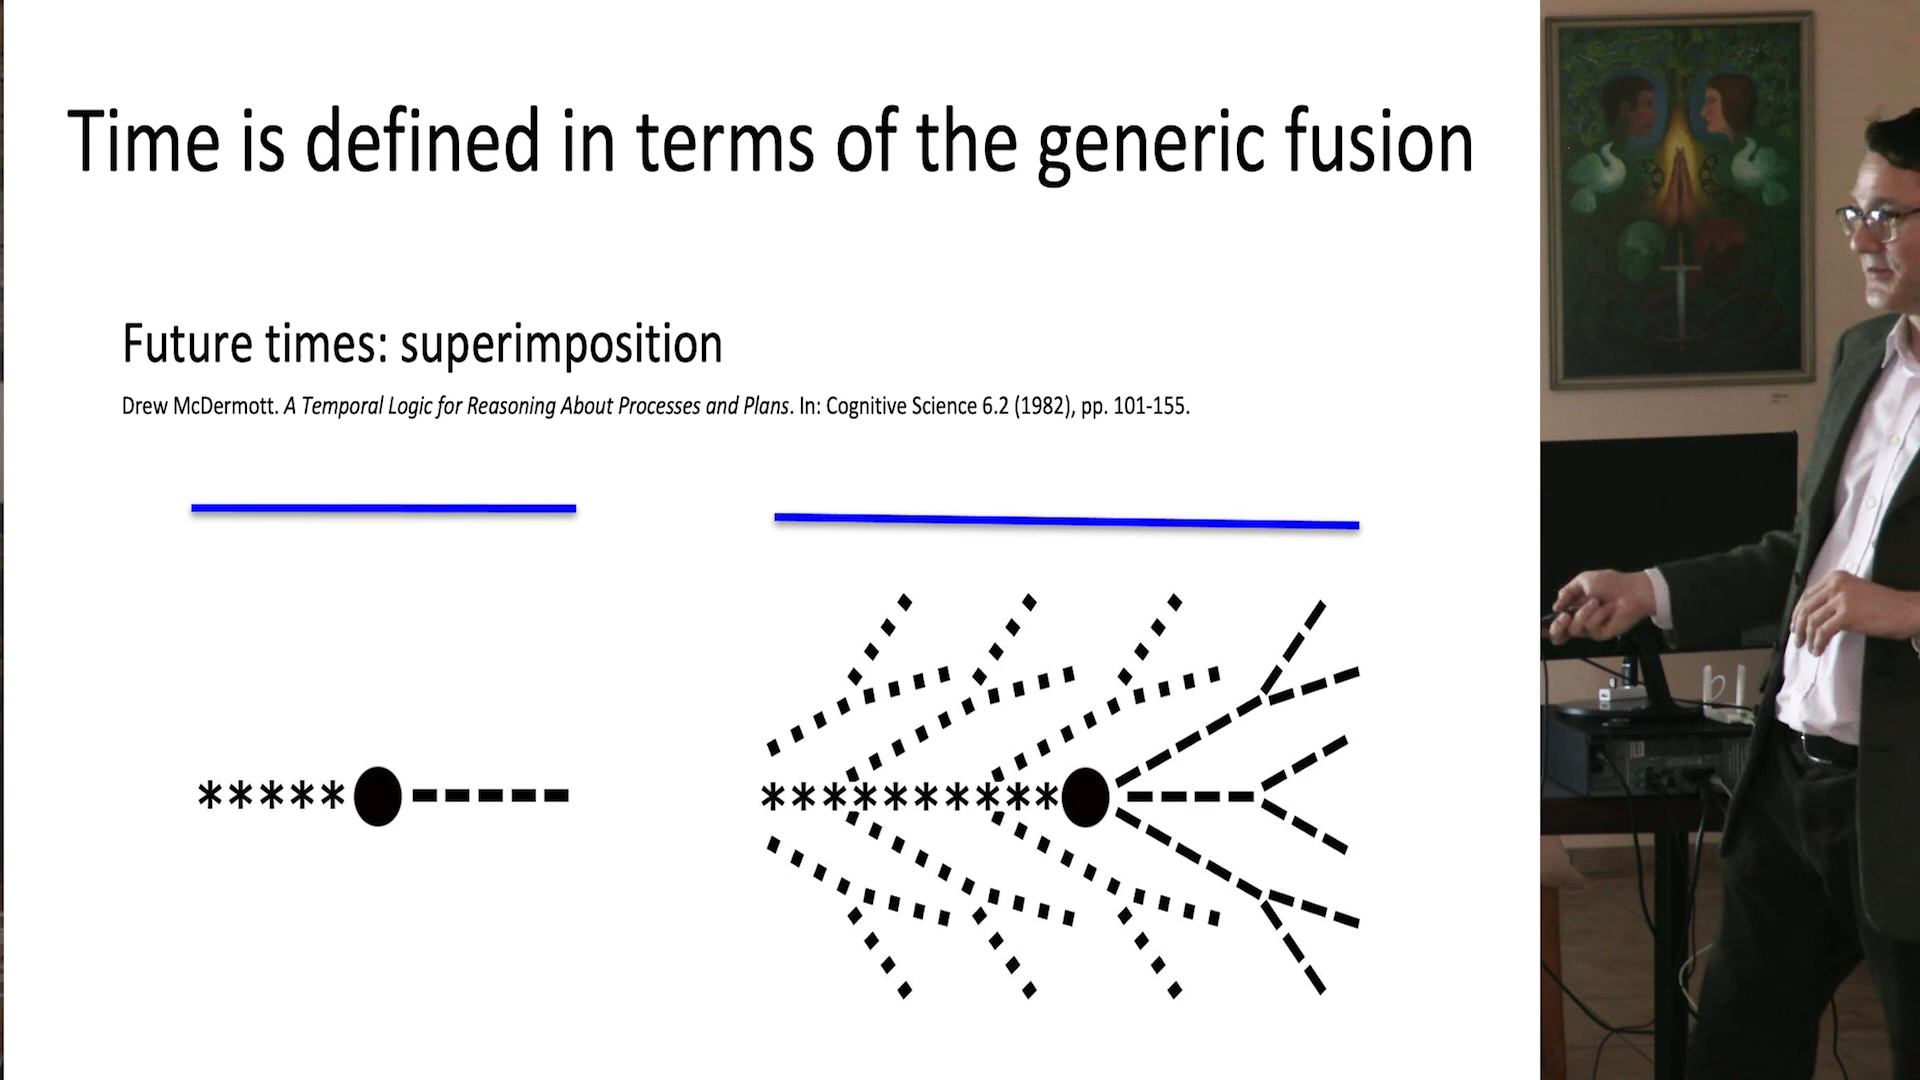 Time is defined in terms of the generic fusion
Future times: superimposition
Drew McDermott. A Temporal Logic for Reasoning About Processes and Plans. In: Cognitive Science 6.2 (1982), pp. 101-155.